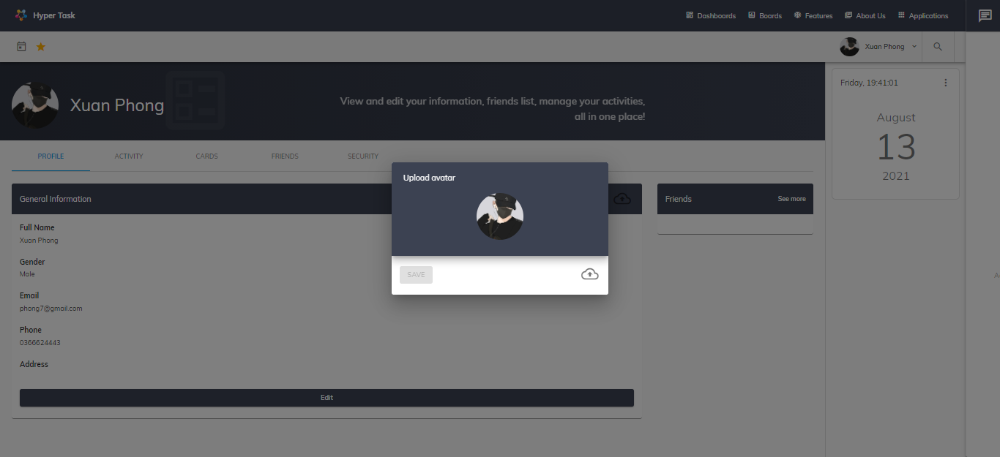 Hyper Task
Dashboards
Boards
Features
About Us
Applications
Xuan Phong
Xuan Phong
View and edit your information, friends list, manage your activities,
all in one place!
Friday, 19:41:01
August
13
2021
PROFILE
ACTIVITY
CARDS
FRIENDS
SECURITY
Upload avatar
SAVE
General Information
Full Name
Xuan Phong
Gender
Male
Email
phong7@gmail.com
Phone
0366624443
Address
Edit
Friends
See more